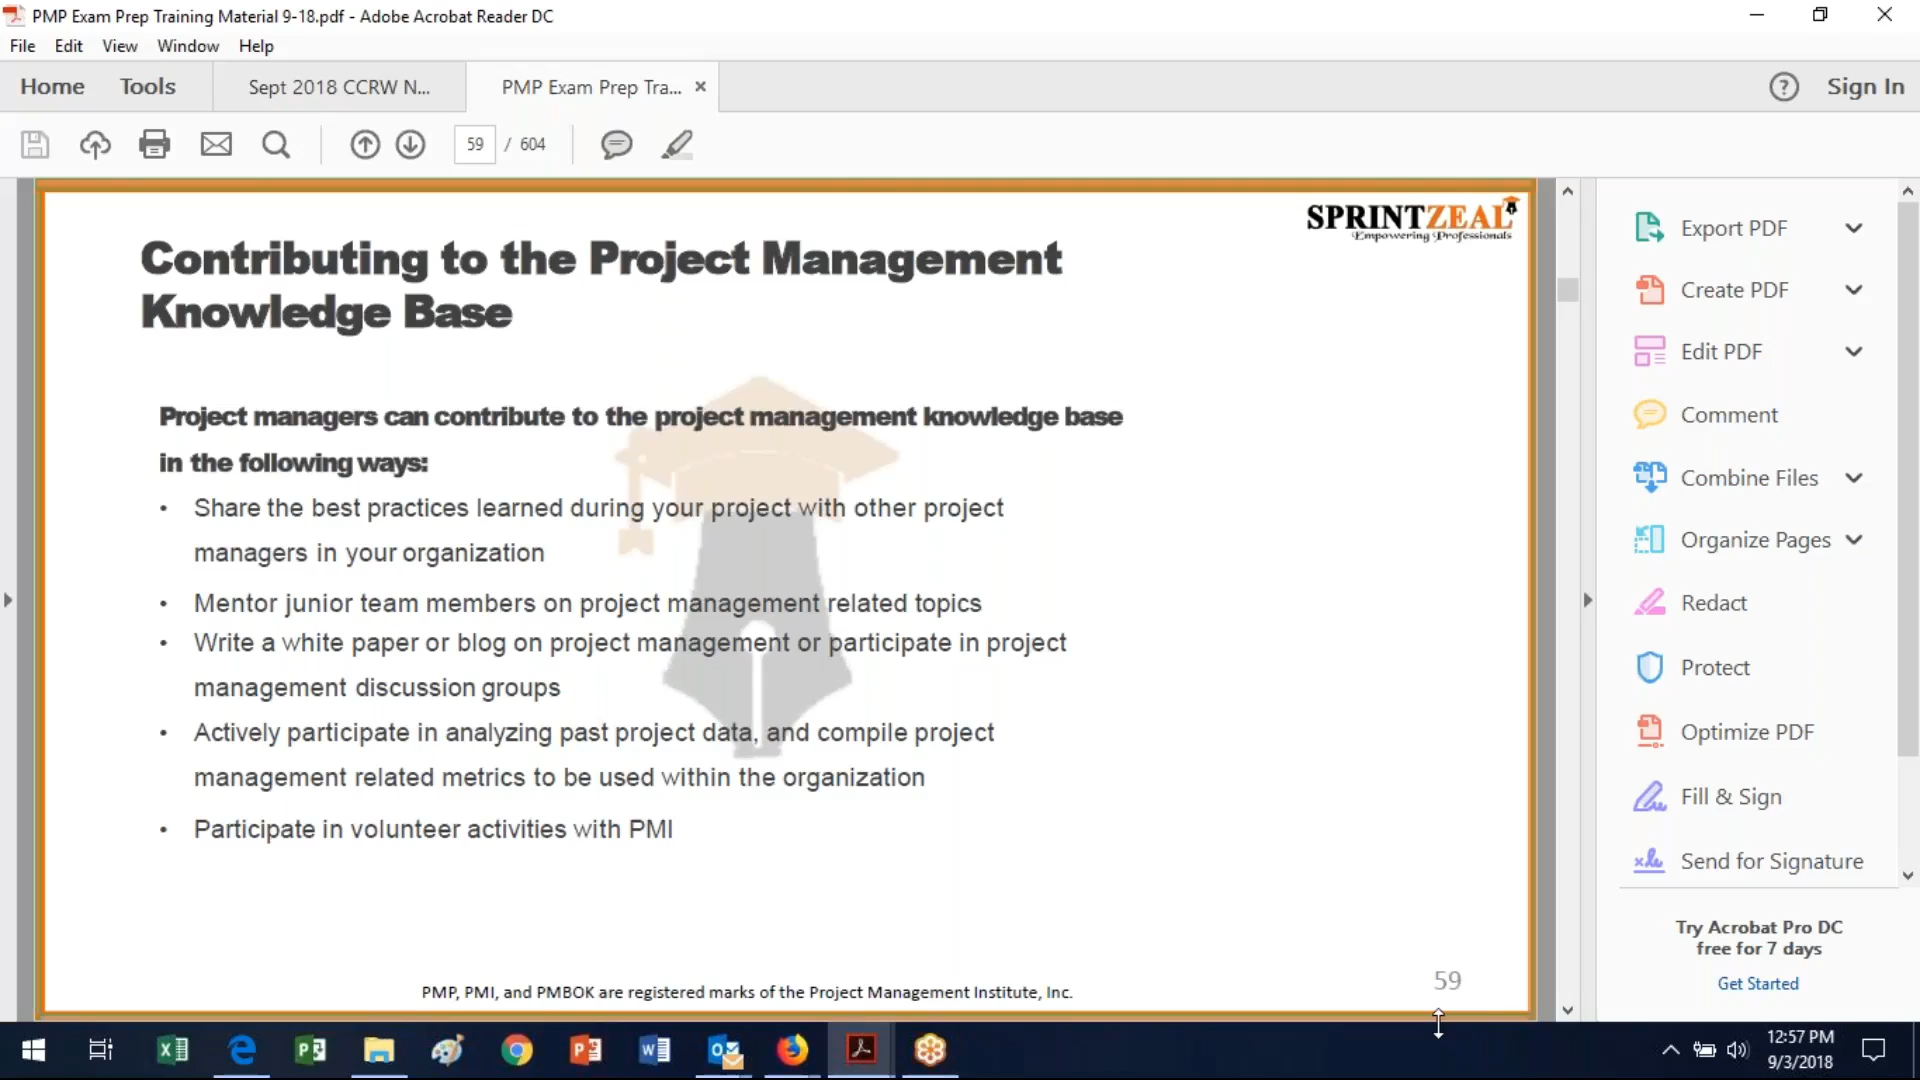 PMP Exam Prep Training Material 9-18.pdf - Adobe Acrobat Reader DC
File Edit View Window Help
Home Tools Sept 2018 CCRW N... PMP Exam Prep Tra... Sign In
59 / 604
SPRINTZEAL
Empowering Professionals
Contributing to the Project Management
Knowledge Base
Project managers can contribute to the project management knowledge base
in the following ways:
• Share the best practices learned during your project with other project
managers in your organization
• Mentor junior team members on project management related topics
• Write a white paper or blog on project management or participate in project
management discussion groups
• Actively participate in analyzing past project data, and compile project
management related metrics to be used within the organization
• Participate in volunteer activities with PMI
59
PMP, PMI, and PMBOK are registered marks of the Project Management Institute, Inc.
Export PDF
Create PDF
Edit PDF
Comment
Combine Files
Organize Pages
Redact
Protect
Optimize PDF
Fill & Sign
Send for Signature
Try Acrobat Pro DC
free for 7 days
Get Started
12:57 PM
9/3/2018